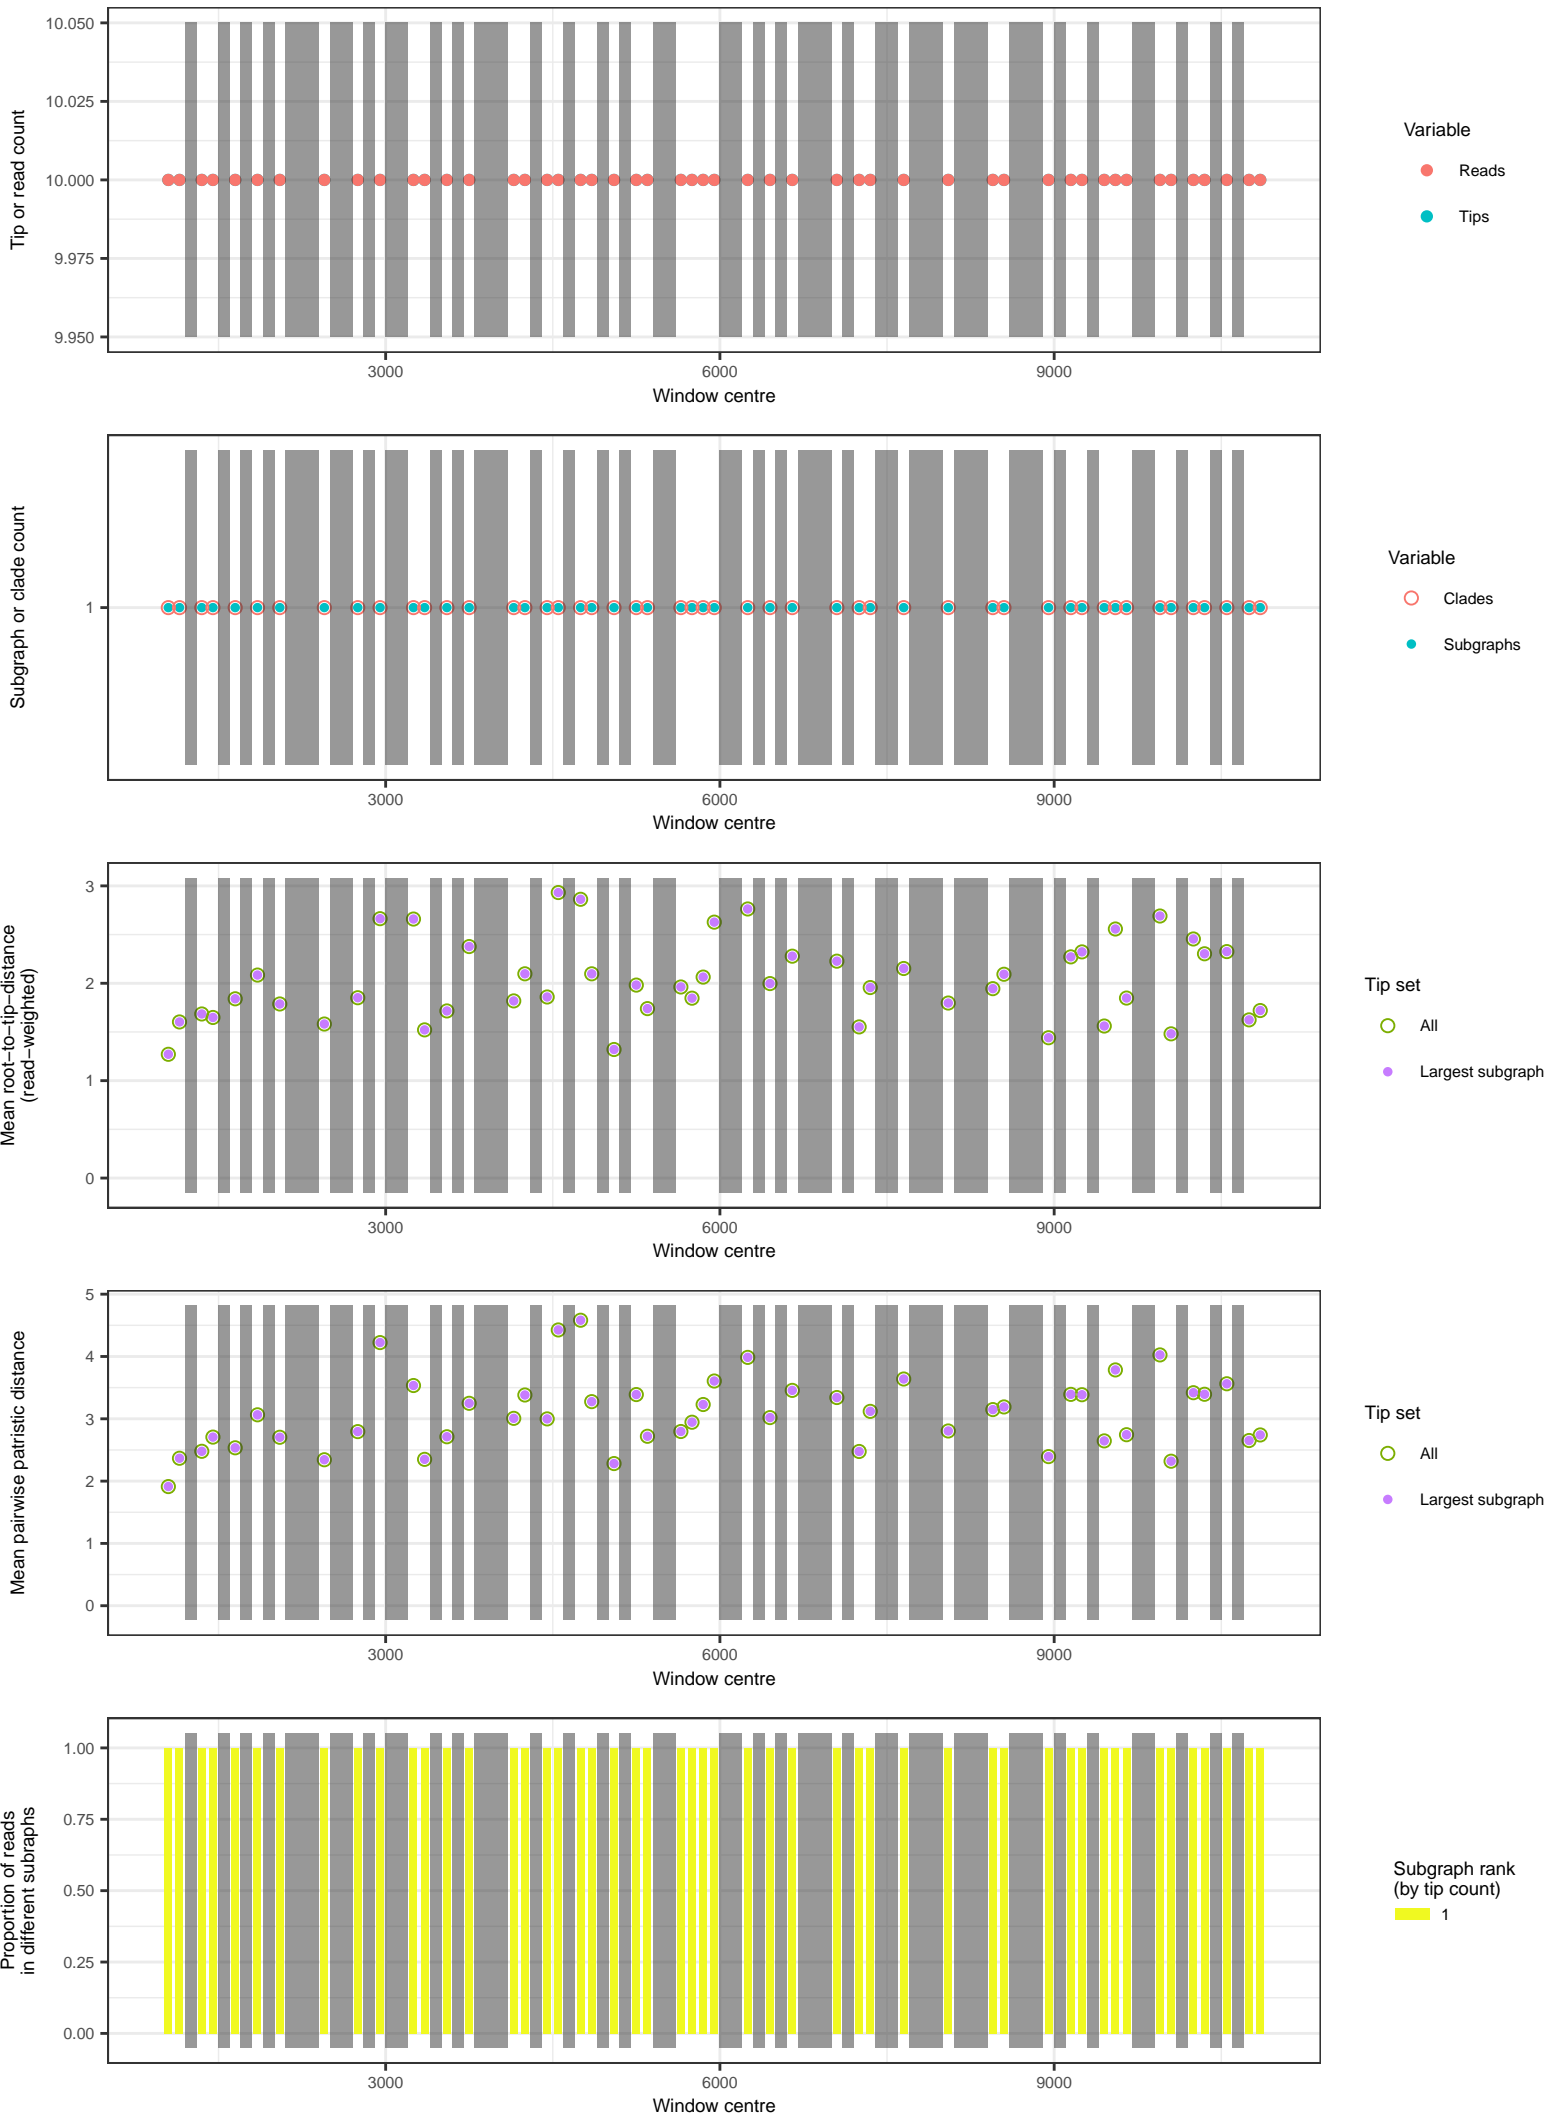 10.050
10.025
10.000
9.975
9.950
Tip or read count
3000
6000
9000
Window centre
Variable
Reads
Tips
1
Subgraph or clade count
3000
6000
9000
Window centre
Variable
Clades
Subgraphs
3
2
1
0
Mean root−to−tip−distance
(read−weighted)
3000
6000
9000
Window centre
Tip set
All
Largest subgraph
5
4
3
2
1
0
Mean pairwise patristic distance
3000
6000
9000
Window centre
Tip set
All
Largest subgraph
1.00
0.75
0.50
0.25
0.00
Proportion of reads
in different subraphs
3000
6000
9000
Window centre
Subgraph rank
(by tip count)
1